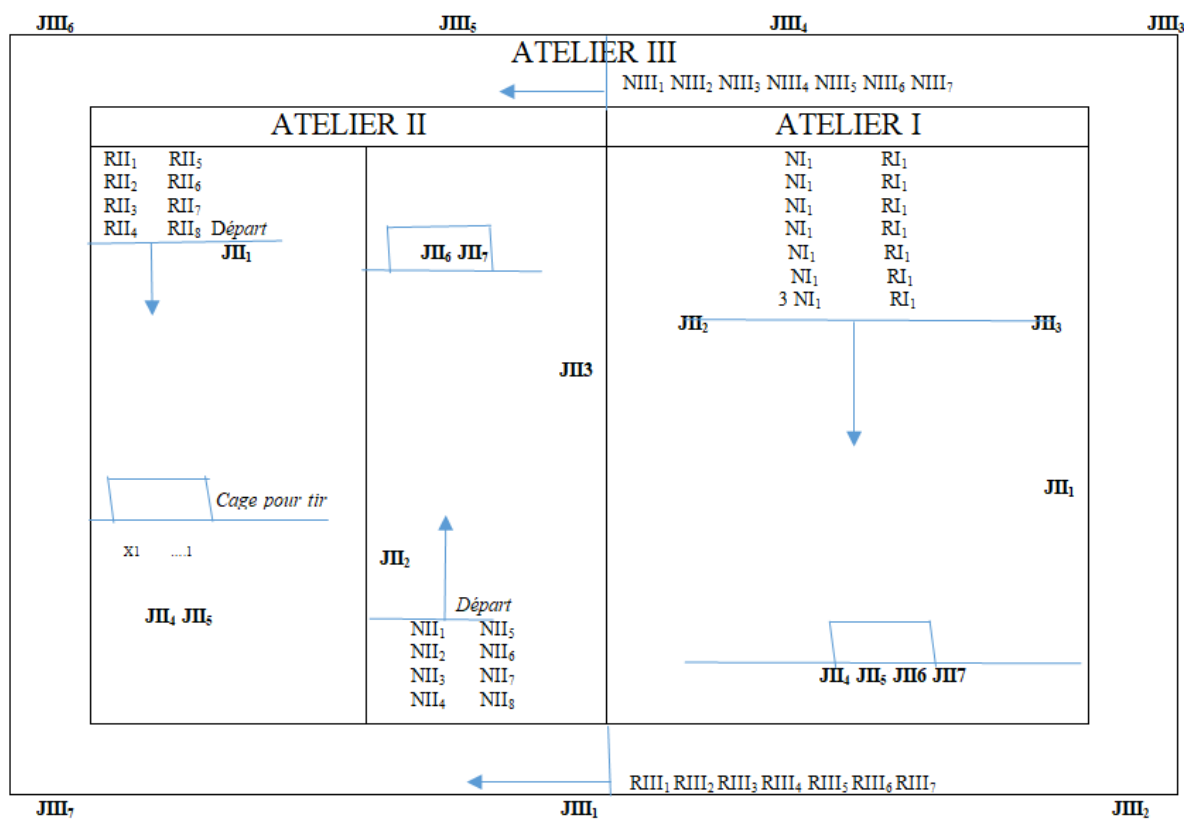 JIII₆ JIII₅ JIII₄ JIII₃
ATELIER III
NIII₁ NIII₂ NIII₃ NIII₄ NIII₅ NIII₆ NIII₇
ATELIER II
RII₁ RII₅
RII₂ RII₆
RII₃ RII₇
RII₄ RII₈ Départ
JII₁
Cage pour tir
X1 ....1
JII₄ JII₅
JII₆ JII₇
JII3
JII₂
Départ
NII₁ NII₅
NII₂ NII₆
NII₃ NII₇
NII₄ NII₈
ATELIER I
NI₁ RI₁
NI₁ RI₁
NI₁ RI₁
NI₁ RI₁
NI₁ RI₁
NI₁ RI₁
3 NI₁ RI₁
JII₂ JII₃
JII₁
JII₄ JII₅ JII6 JII7
RIII₁ RIII₂ RIII₃ RIII₄ RIII₅ RIII₆ RIII₇
JIII₇ JIII₁ JIII₂